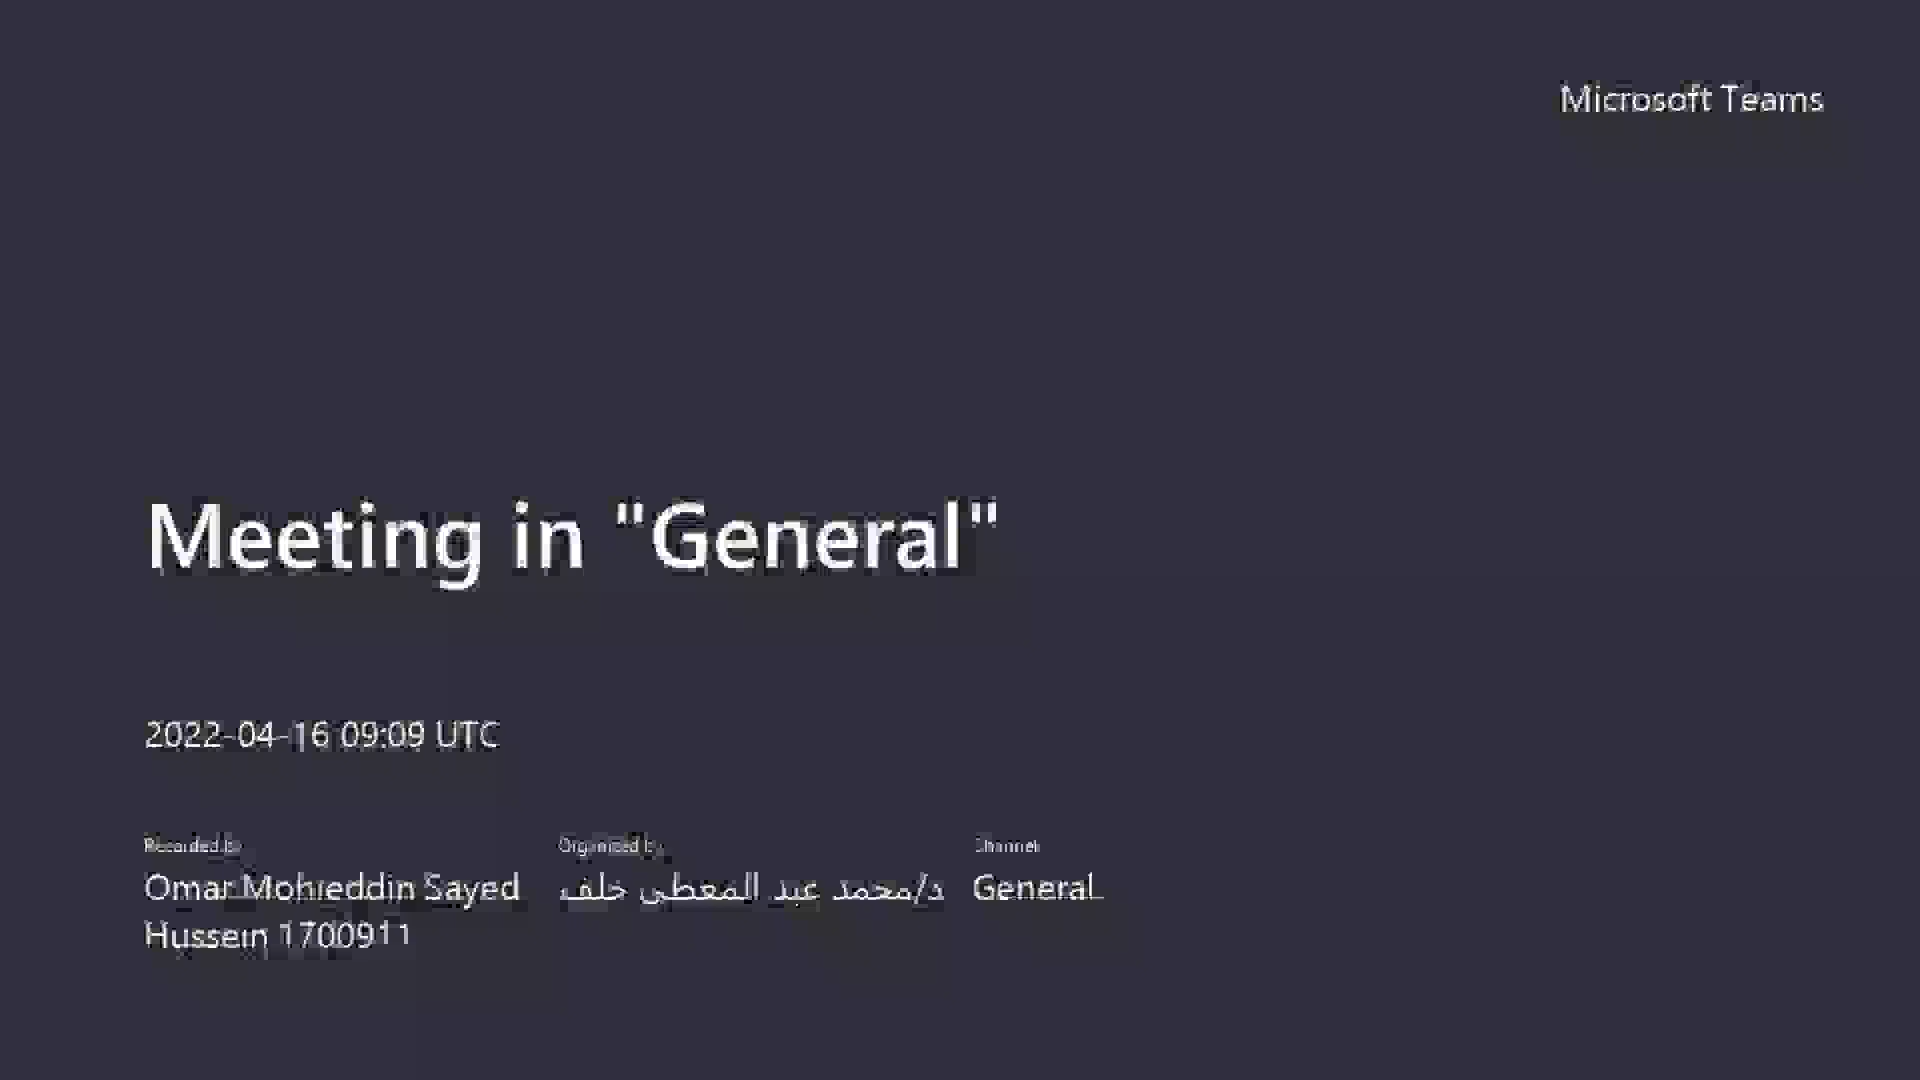 Microsoft Teams
Meeting in "General"
2022-04-16 09:09 UTC
Recorded by
Organized by
Channel
Omar Mohieddin Sayed
Hussein 1700911
د/محمد عبد المعطى خلف
General